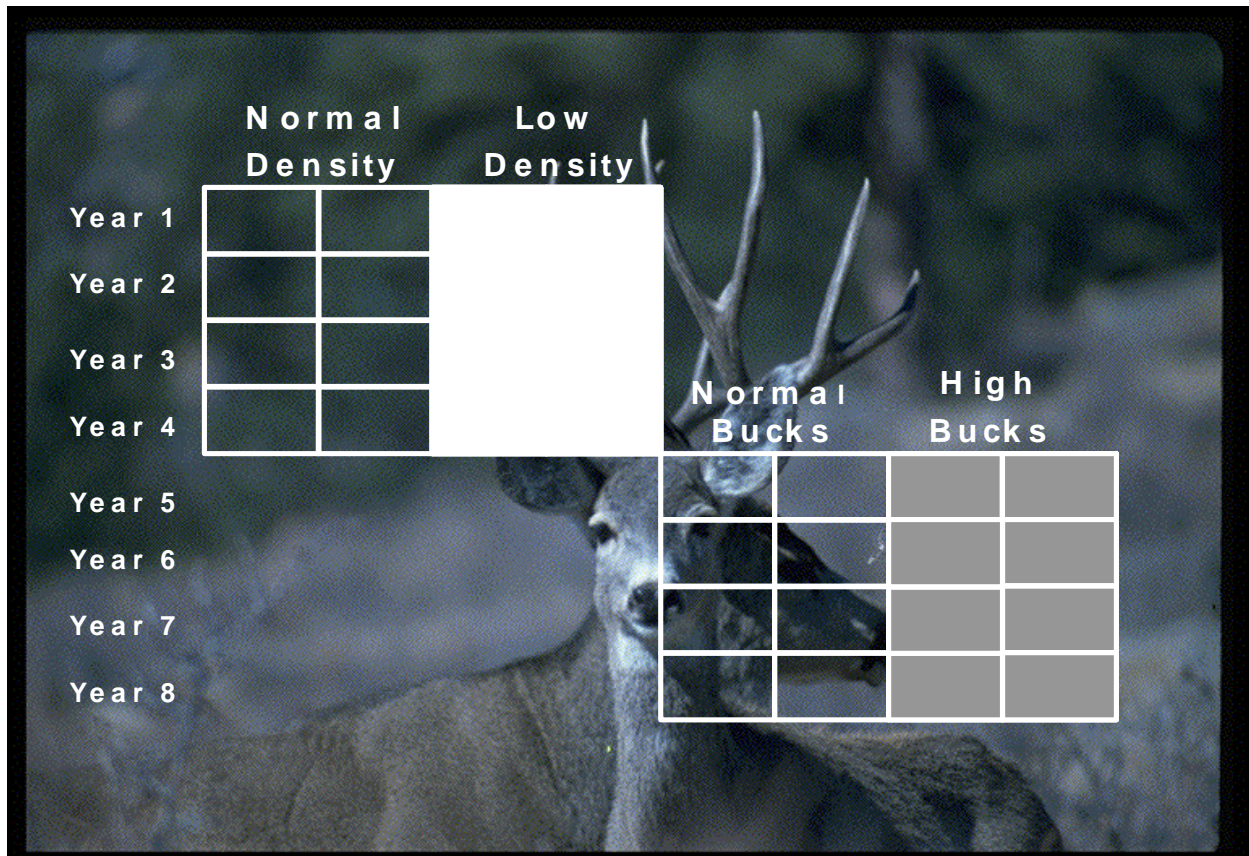 Normal
Density
Low
Density
Year 1
Year 2
Year 3
Year 4
Normal
Bucks
High
Bucks
Year 5
Year 6
Year 7
Year 8